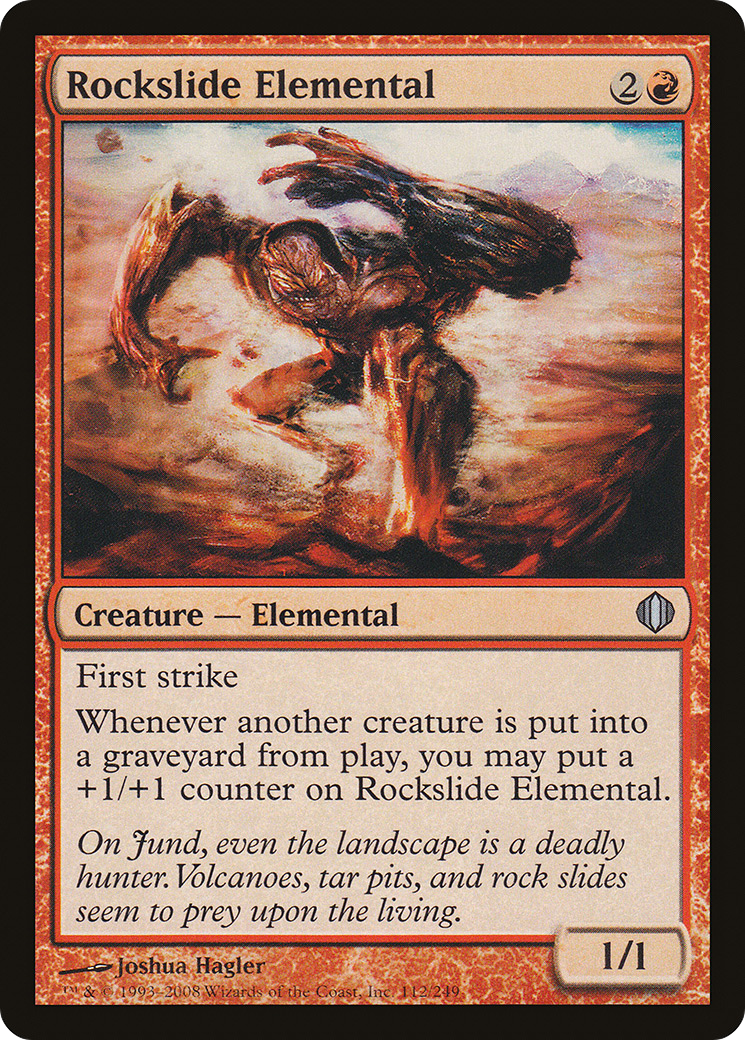 Rockslide Elemental 2
Creature — Elemental
First strike
Whenever another creature is put into
a graveyard from play, you may put a
+1/+1 counter on Rockslide Elemental.
On Jund, even the landscape is a deadly
hunter. Volcanoes, tar pits, and rock slides
seem to prey upon the living.
1/1
Joshua Hagler
™ & © 1993–2008 Wizards of the Coast, Inc. 112/249